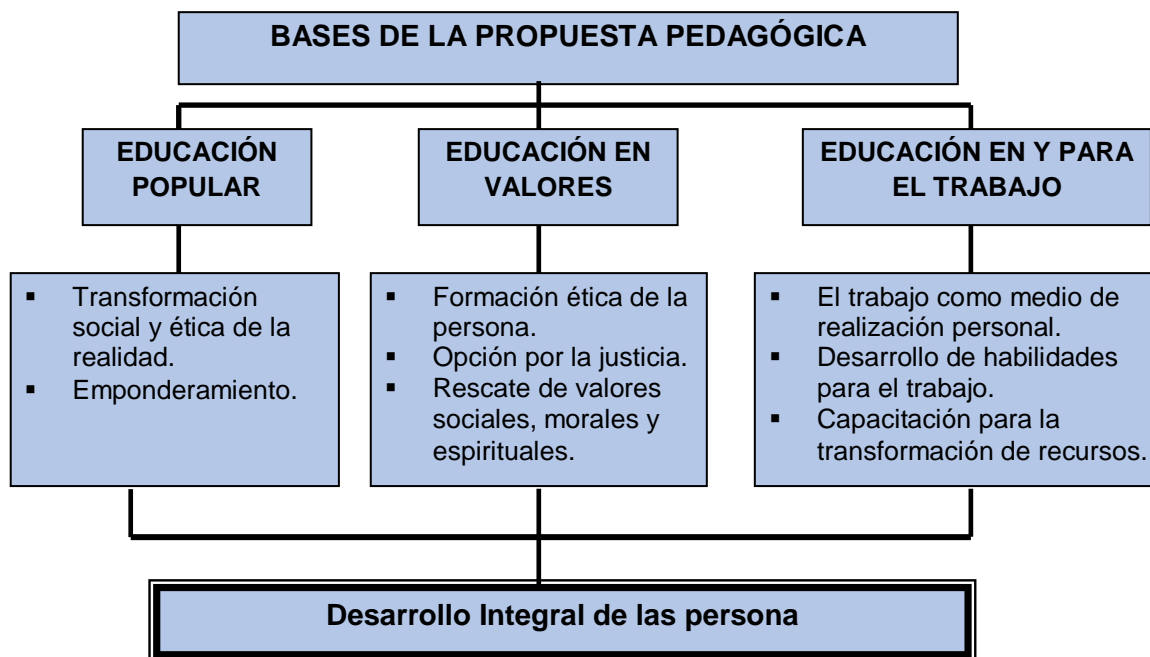 BASES DE LA PROPUESTA PEDAGÓGICA
EDUCACIÓN
POPULAR
EDUCACIÓN EN
VALORES
EDUCACIÓN EN Y PARA
EL TRABAJO
▪ Transformación
social y ética de la
realidad.
▪ Emponderamiento.
▪ Formación ética de la
persona.
▪ Opción por la justicia.
▪ Rescate de valores
sociales, morales y
espirituales.
▪ El trabajo como medio de
realización personal.
▪ Desarrollo de habilidades
para el trabajo.
▪ Capacitación para la
transformación de recursos.
Desarrollo Integral de las persona